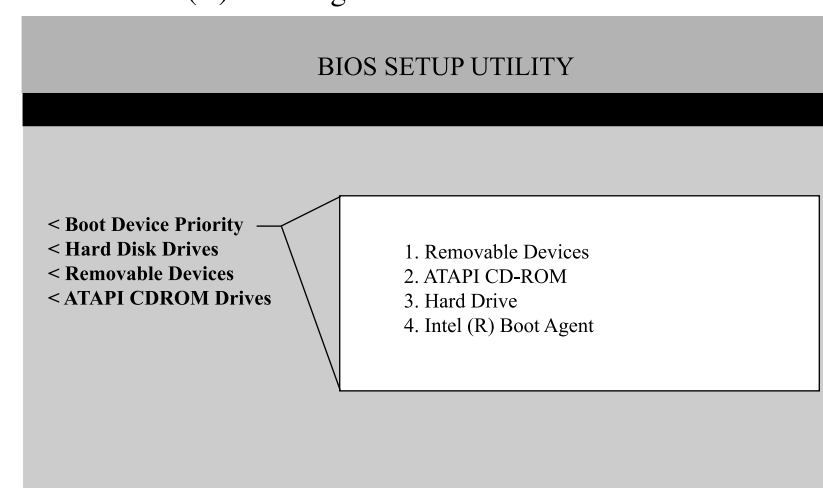 BIOS SETUP UTILITY
< Boot Device Priority
< Hard Disk Drives
< Removable Devices
< ATAPI CDROM Drives
1. Removable Devices
2. ATAPI CD-ROM
3. Hard Drive
4. Intel (R) Boot Agent